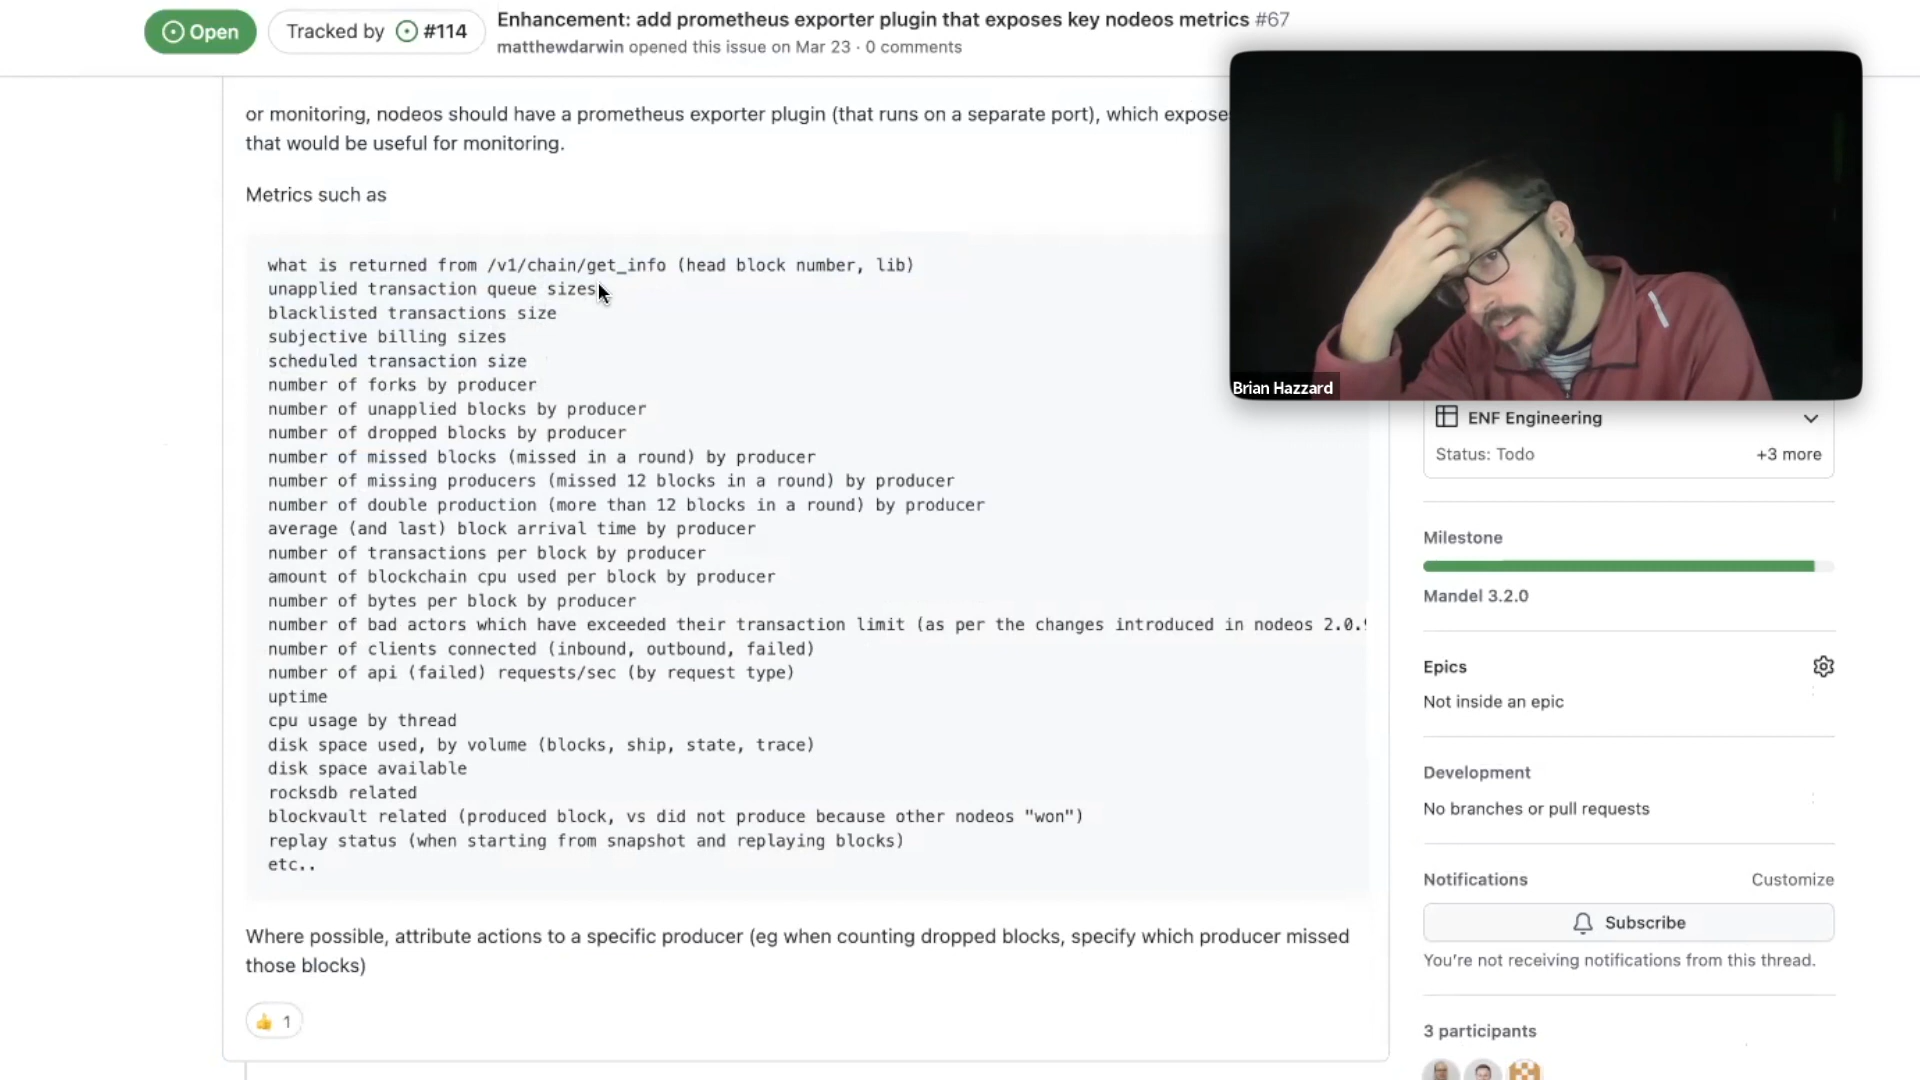 Open
Tracked by #114
Enhancement: add prometheus exporter plugin that exposes key nodeos metrics #67
matthewdarwin opened this issue on Mar 23 · 0 comments
or monitoring, nodeos should have a prometheus exporter plugin (that runs on a separate port), which expose
that would be useful for monitoring.
Metrics such as
what is returned from /v1/chain/get_info (head block number, lib)
unapplied transaction queue sizes
blacklisted transactions size
subjective billing sizes
scheduled transaction size
number of forks by producer
number of unapplied blocks by producer
number of dropped blocks by producer
number of missed blocks (missed in a round) by producer
number of missing producers (missed 12 blocks in a round) by producer
number of double production (more than 12 blocks in a round) by producer
average (and last) block arrival time by producer
number of transactions per block by producer
amount of blockchain cpu used per block by producer
number of bytes per block by producer
number of bad actors which have exceeded their transaction limit (as per the changes introduced in nodeos 2.0.9
number of clients connected (inbound, outbound, failed)
number of api (failed) requests/sec (by request type)
uptime
cpu usage by thread
disk space used, by volume (blocks, ship, state, trace)
disk space available
rocksdb related
blockvault related (produced block, vs did not produce because other nodeos "won")
replay status (when starting from snapshot and replaying blocks)
etc..
Where possible, attribute actions to a specific producer (eg when counting dropped blocks, specify which producer missed
those blocks)
👍 1
Brian Hazzard
ENF Engineering
Status: Todo +3 more
Milestone
Mandel 3.2.0
Epics
Not inside an epic
Development
No branches or pull requests
Notifications Customize
Subscribe
You're not receiving notifications from this thread.
3 participants